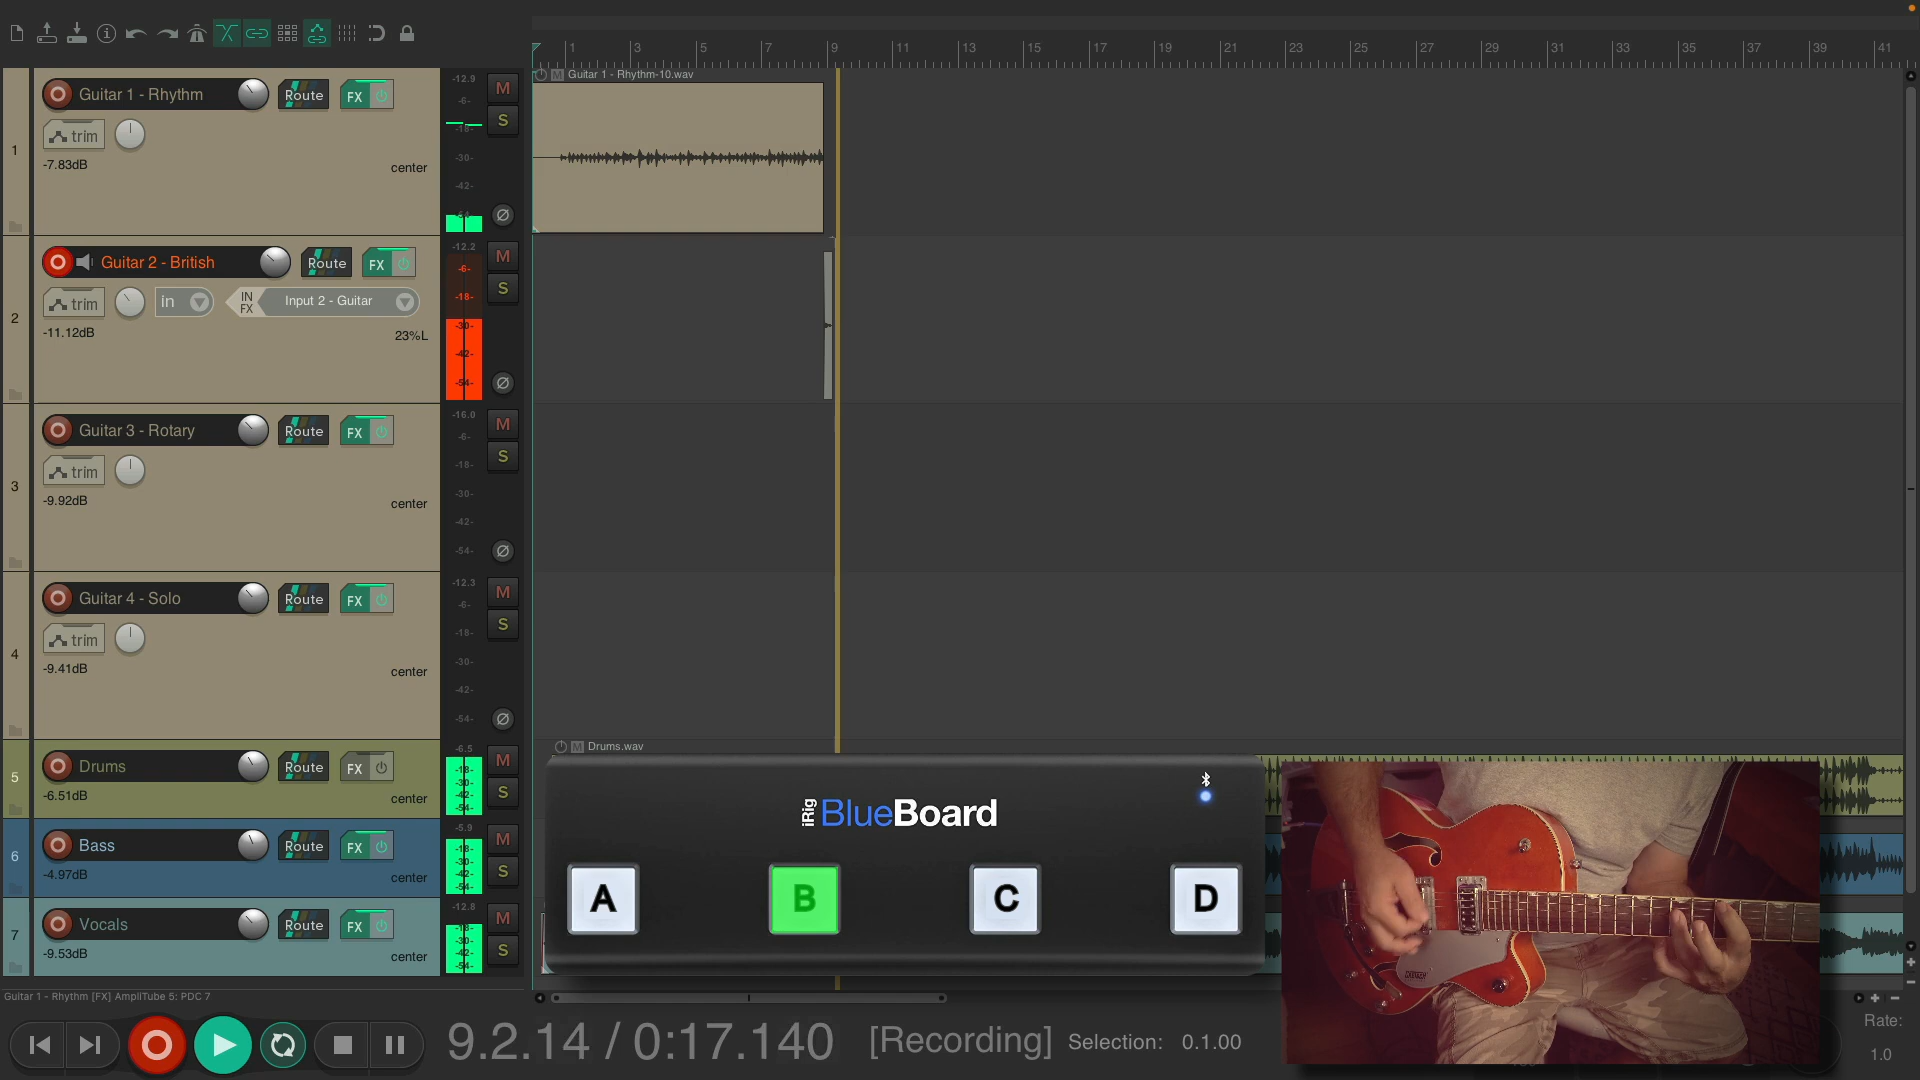 1 3 5 7 9 11 13 15 17 19 21 23 25 27 29 31 33 35 37 39 41
M Guitar 1 - Rhythm-10.wav
1
Guitar 1 - Rhythm
Route
FX
trim
-7.83dB
center
-12.9
-6-
-18-
-30-
-42-
-54-
M
S
2
Guitar 2 - British
Route
FX
trim
in
IN
FX
Input 2 - Guitar
-11.12dB
23%L
-12.2
-6-
-18-
-30-
-42-
-54-
M
S
3
Guitar 3 - Rotary
Route
FX
trim
-9.92dB
center
-16.0
-6-
-18-
-30-
-42-
-54-
M
S
4
Guitar 4 - Solo
Route
FX
trim
-9.41dB
center
-12.3
-6-
-18-
-30-
-42-
-54-
M
S
M Drums.wav
5
Drums
Route
FX
-6.51dB
center
-6.5
-18-
-30-
-42-
-54-
M
S
6
Bass
Route
FX
-4.97dB
center
-5.9
-18-
-30-
-42-
-54-
M
S
7
Vocals
Route
FX
-9.53dB
center
-12.8
-18-
-30-
-42-
-54-
M
S
iRig BlueBoard
A B C D
Guitar 1 - Rhythm [FX] AmpliTube 5: PDC 7
9.2.14 / 0:17.140 [Recording] Selection: 0.1.00
Rate:
1.0